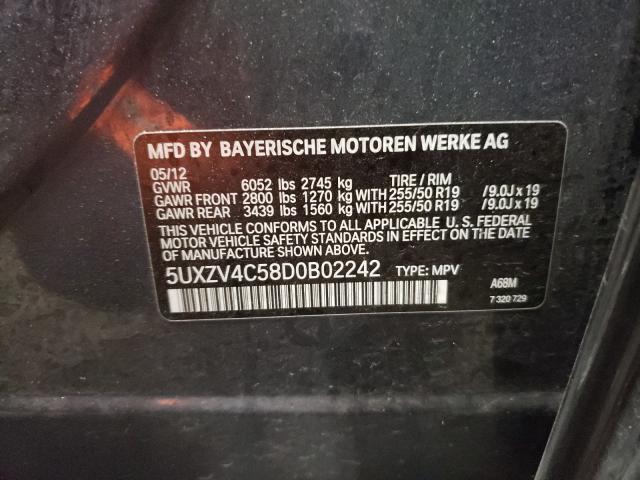 MFD BY BAYERISCHE MOTOREN WERKE AG
05/12
GVWR 6052 lbs 2745 kg TIRE / RIM
GAWR FRONT 2800 lbs 1270 kg WITH 255/50 R19 /9.0J x 19
GAWR REAR 3439 lbs 1560 kg WITH 255/50 R19 /9.0J x 19
THIS VEHICLE CONFORMS TO ALL APPLICABLE U. S. FEDERAL
MOTOR VEHICLE SAFETY STANDARDS IN EFFECT ON THE DATE
OF MANUFACTURE SHOWN ABOVE.
5UXZV4C58D0B02242 TYPE: MPV
A68M
7 320 729